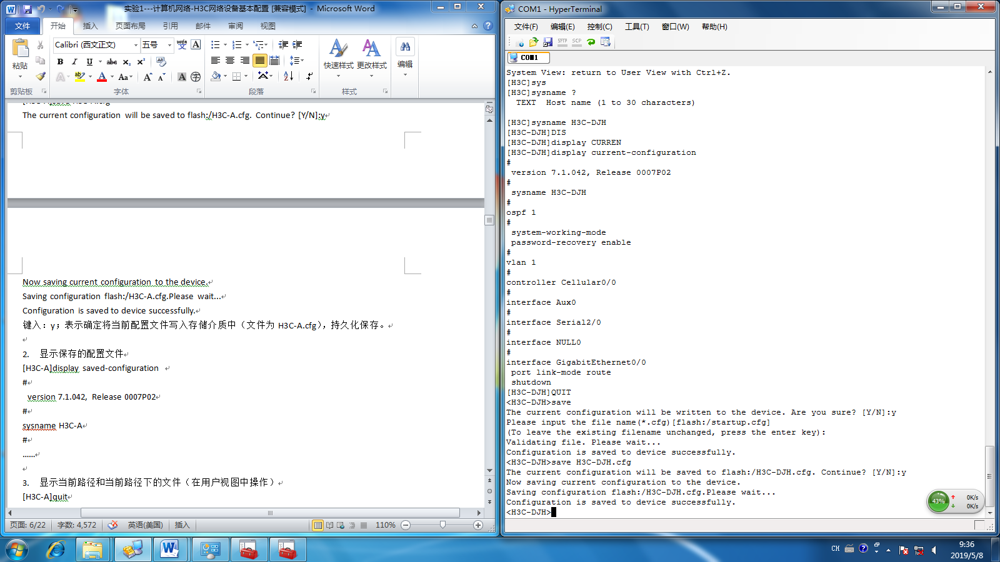 实验1---计算机网络-H3C网络设备基本配置 [兼容模式] - Microsoft Word
文件 开始 插入 页面布局 引用 邮件 审阅 视图
粘贴
剪贴板
Calibri (西文正文) 五号
字体
段落
快速样式 更改样式
样式
编辑
The current configuration will be saved to flash:/H3C-A.cfg. Continue? [Y/N]:y
Now saving current configuration to the device.
Saving configuration flash:/H3C-A.cfg.Please wait...
Configuration is saved to device successfully.
键入：y；表示确定将当前配置文件写入存储介质中（文件为 H3C-A.cfg），持久化保存。
2. 显示保存的配置文件
[H3C-A]display saved-configuration
#
version 7.1.042, Release 0007P02
#
sysname H3C-A
#
......
3. 显示当前路径和当前路径下的文件（在用户视图中操作）
[H3C-A]quit
页面: 6/22 字数: 4,572 英语(美国) 插入 110%
COM1 - HyperTerminal
文件(F) 编辑(E) 控制(C) 工具(T) 窗口(W) 帮助(H)
SFTP SCP
COM1
System View: return to User View with Ctrl+Z.
[H3C]sys
[H3C]sysname ?
TEXT Host name (1 to 30 characters)
[H3C]sysname H3C-DJH
[H3C-DJH]DIS
[H3C-DJH]display CURREN
[H3C-DJH]display current-configuration
#
version 7.1.042, Release 0007P02
#
sysname H3C-DJH
#
ospf 1
#
system-working-mode
password-recovery enable
#
vlan 1
#
controller Cellular0/0
#
interface Aux0
#
interface Serial2/0
#
interface NULL0
#
interface GigabitEthernet0/0
port link-mode route
shutdown
[H3C-DJH]QUIT
<H3C-DJH>save
The current configuration will be written to the device. Are you sure? [Y/N]:y
Please input the file name(*.cfg)[flash:/startup.cfg]
(To leave the existing filename unchanged, press the enter key):
Validating file. Please wait...
Configuration is saved to device successfully.
<H3C-DJH>save H3C-DJH.cfg
The current configuration will be saved to flash:/H3C-DJH.cfg. Continue? [Y/N]:y
Now saving current configuration to the device.
Saving configuration flash:/H3C-DJH.cfg.Please wait...
Configuration is saved to device successfully.
<H3C-DJH>
43% 0K/s
0K/s
CH
9:36
2019/5/8